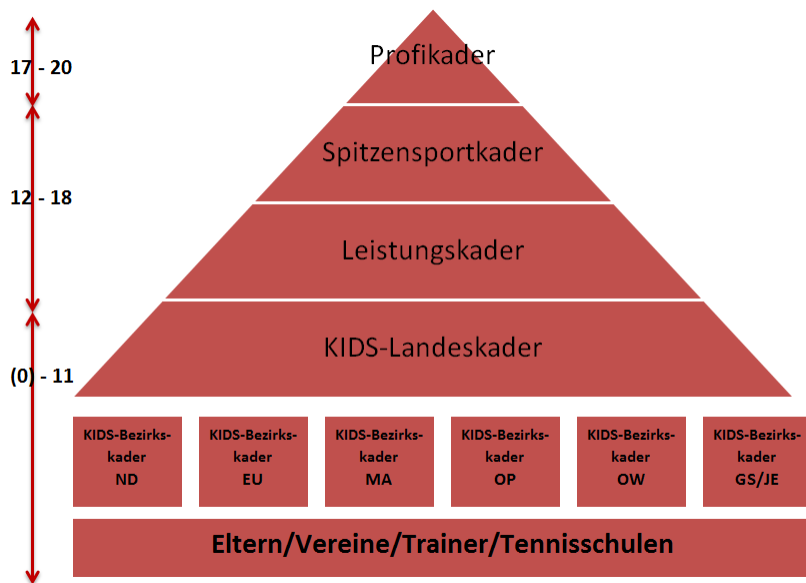 Profikader
17 - 20
Spitzensportkader
12 - 18
Leistungskader
KIDS-Landeskader
(0) - 11
KIDS-Bezirks-
kader
ND
KIDS-Bezirks-
kader
EU
KIDS-Bezirks-
kader
MA
KIDS-Bezirks-
kader
OP
KIDS-Bezirks-
kader
OW
KIDS-Bezirks-
kader
GS/JE
Eltern/Vereine/Trainer/Tennisschulen